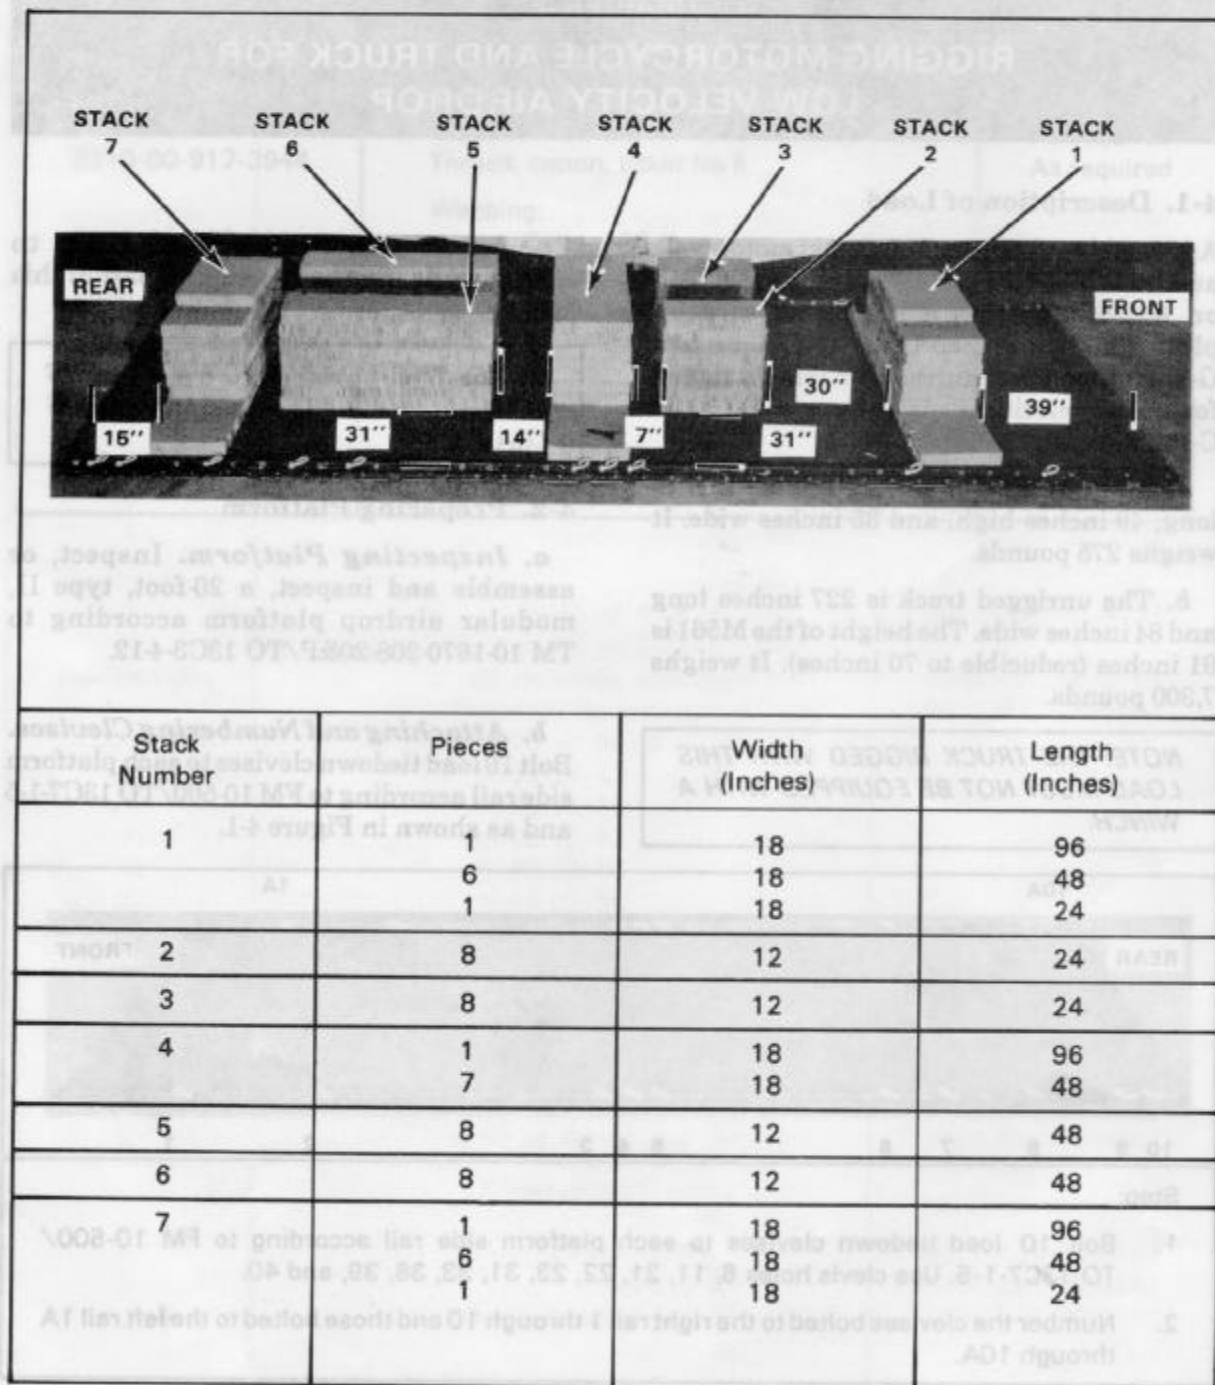 STACK 7 STACK 6 STACK 5 STACK 4 STACK 3 STACK 2 STACK 1
REAR
FRONT
15" 31" 14" 7" 31" 30" 39"
Stack Number Pieces Width (Inches) Length (Inches)
1 1 18 96
6 18 48
1 18 24
2 8 12 24
3 8 12 24
4 1 18 96
7 18 48
5 8 12 48
6 8 12 48
7 1 18 96
6 18 48
1 18 24